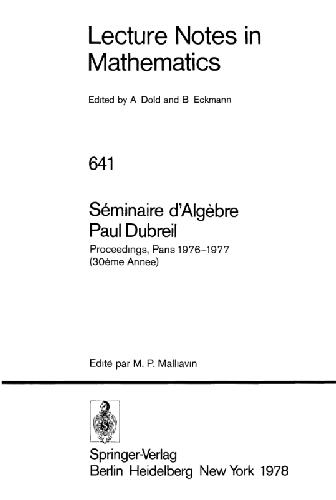 Lecture Notes in
Mathematics
Edited by A Dold and B Eckmann
641
Séminaire d'Algèbre
Paul Dubreil
Proceedings, Paris 1976–1977
(30ème Annee)
Edité par M. P. Malliavin
Springer-Verlag
Berlin Heidelberg New York 1978